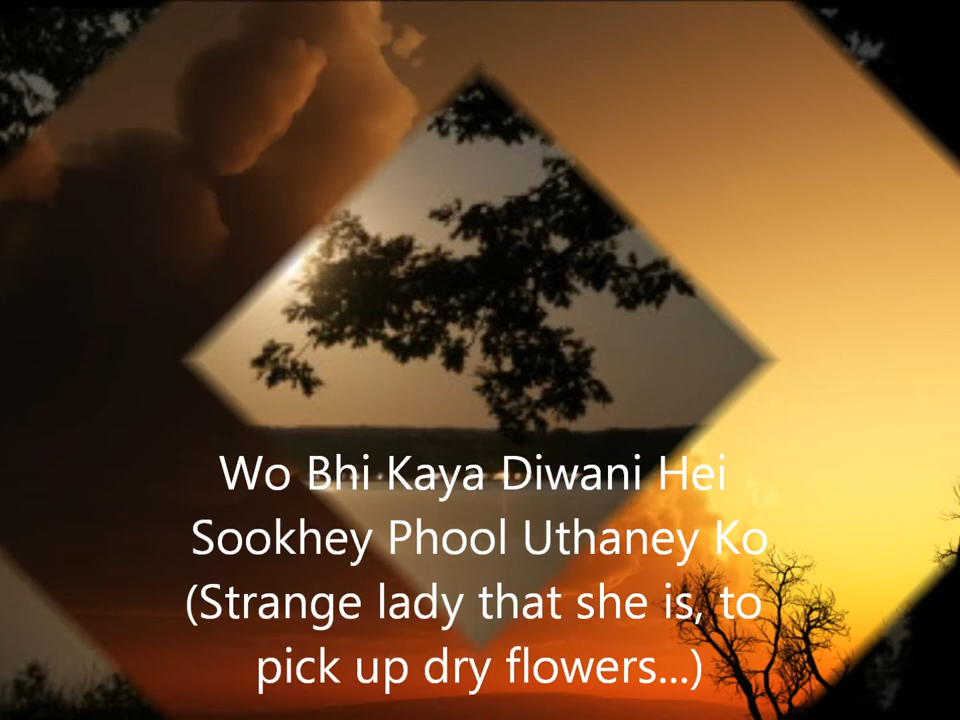 Wo Bhi Kaya Diwani Hei
Sookhey Phool Uthaney Ko
(Strange lady that she is, to
pick up dry flowers...)